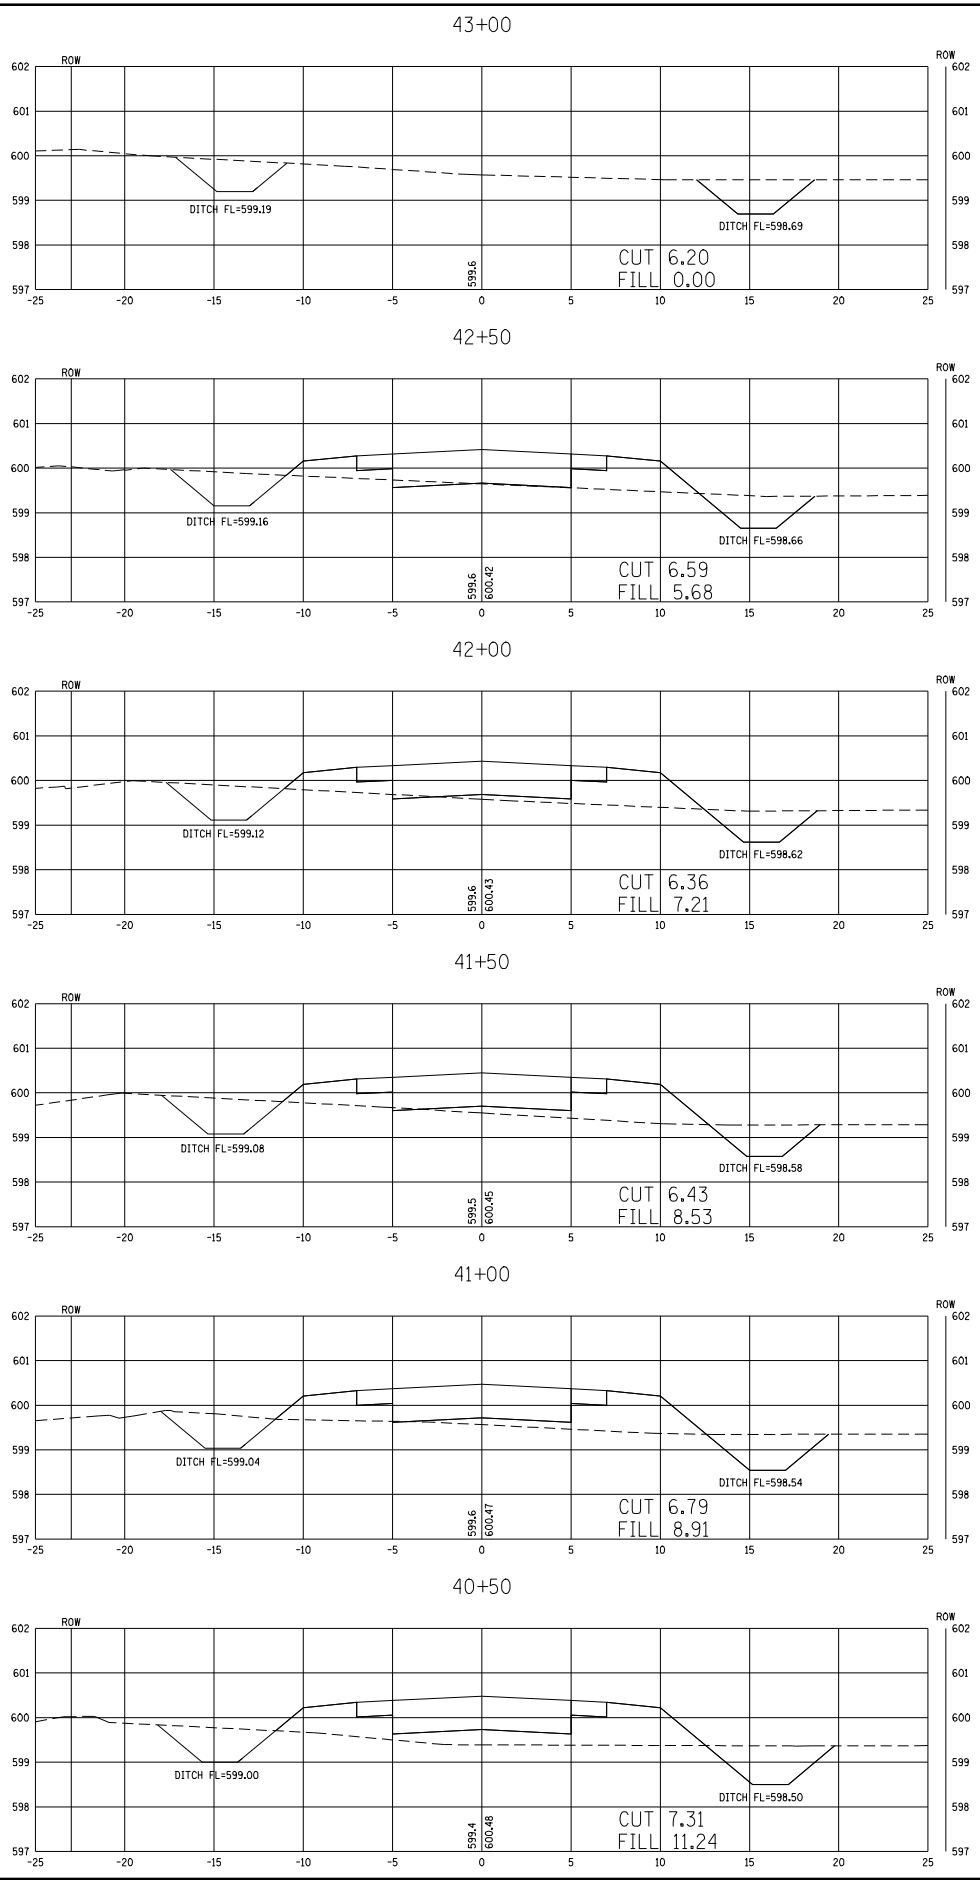 43+00
ROW ROW
602 602
601 601
600 600
599 599
DITCH FL=599.19
DITCH FL=598.69
598 598
CUT 6.20
599.6
FILL 0.00
597 597
-25 -20 -15 -10 -5 0 5 10 15 20 25
42+50
ROW ROW
602 602
601 601
600 600
599 599
DITCH FL=599.16
DITCH FL=598.66
598 598
CUT 6.59
599.6 600.42
FILL 5.68
597 597
-25 -20 -15 -10 -5 0 5 10 15 20 25
42+00
ROW ROW
602 602
601 601
600 600
599 599
DITCH FL=599.12
DITCH FL=598.62
598 598
CUT 6.36
599.6 600.43
FILL 7.21
597 597
-25 -20 -15 -10 -5 0 5 10 15 20 25
41+50
ROW ROW
602 602
601 601
600 600
599 599
DITCH FL=599.08
DITCH FL=598.58
598 598
CUT 6.43
599.5 600.45
FILL 8.53
597 597
-25 -20 -15 -10 -5 0 5 10 15 20 25
41+00
ROW ROW
602 602
601 601
600 600
599 599
DITCH FL=599.04
DITCH FL=598.54
598 598
CUT 6.79
599.6 600.47
FILL 8.91
597 597
-25 -20 -15 -10 -5 0 5 10 15 20 25
40+50
ROW ROW
602 602
601 601
600 600
599 599
DITCH FL=599.00
DITCH FL=598.50
598 598
CUT 7.31
599.4 600.48
FILL 11.24
597 597
-25 -20 -15 -10 -5 0 5 10 15 20 25